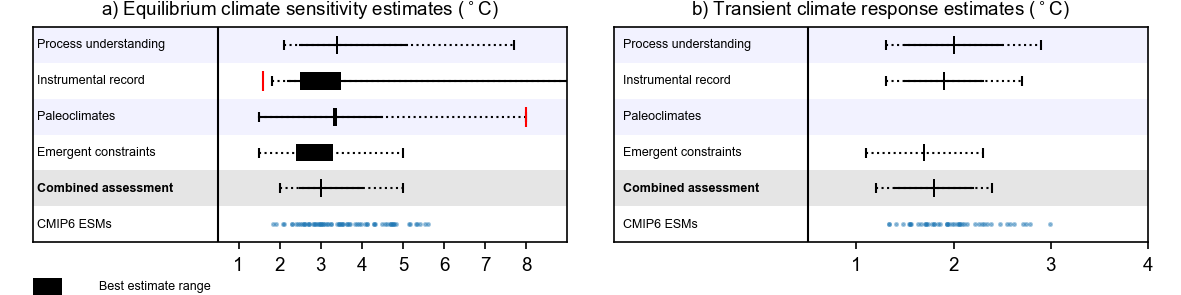 a) Equilibrium climate sensitivity estimates (°C)
Process understanding
Instrumental record
Paleoclimates
Emergent constraints
Combined assessment
CMIP6 ESMs
1 2 3 4 5 6 7 8
Best estimate range
b) Transient climate response estimates (°C)
Process understanding
Instrumental record
Paleoclimates
Emergent constraints
Combined assessment
CMIP6 ESMs
1 2 3 4